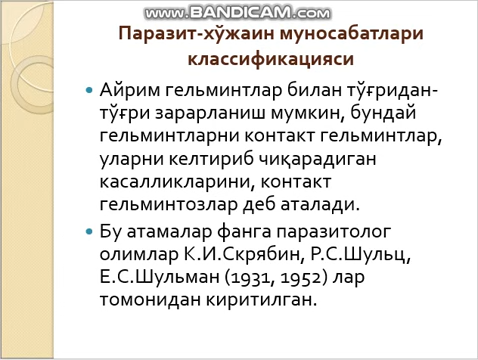 www.BANDICAM.com
Паразит-хўжаин муносабатлари
классификацияси
• Айрим гельминтлар билан тўғридан-
тўғри зарарланиш мумкин, бундай
гельминтларни контакт гельминтлар,
уларни келтириб чиқарадиган
касалликларини, контакт
гельминтозлар деб аталади.
• Бу атамалар фанга паразитолог
олимлар К.И.Скрябин, Р.С.Шульц,
Е.С.Шульман (1931, 1952) лар
томонидан киритилган.